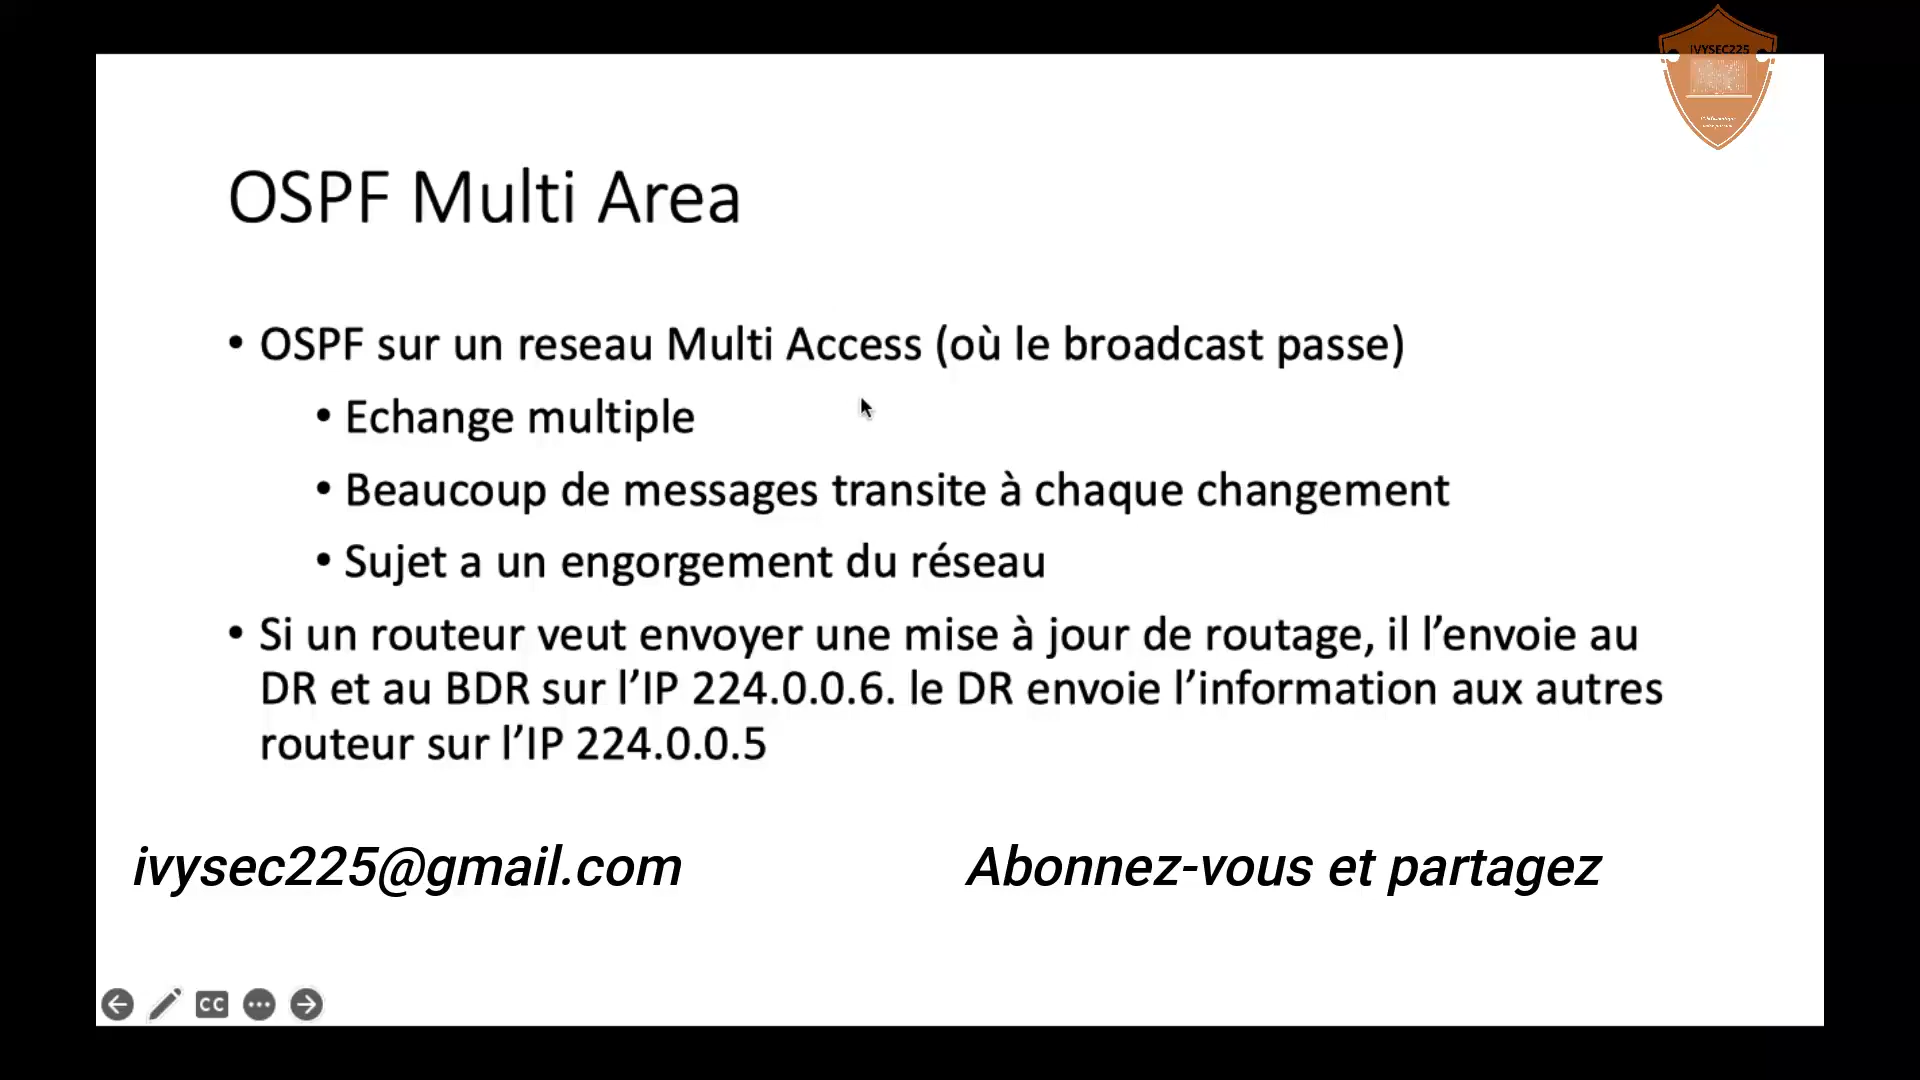 IVYSEC225
OSPF Multi Area
• OSPF sur un reseau Multi Access (où le broadcast passe)
• Echange multiple
• Beaucoup de messages transite à chaque changement
• Sujet a un engorgement du réseau
• Si un routeur veut envoyer une mise à jour de routage, il l’envoie au
DR et au BDR sur l’IP 224.0.0.6. le DR envoie l’information aux autres
routeur sur l’IP 224.0.0.5
ivysec225@gmail.com
Abonnez-vous et partagez
CC